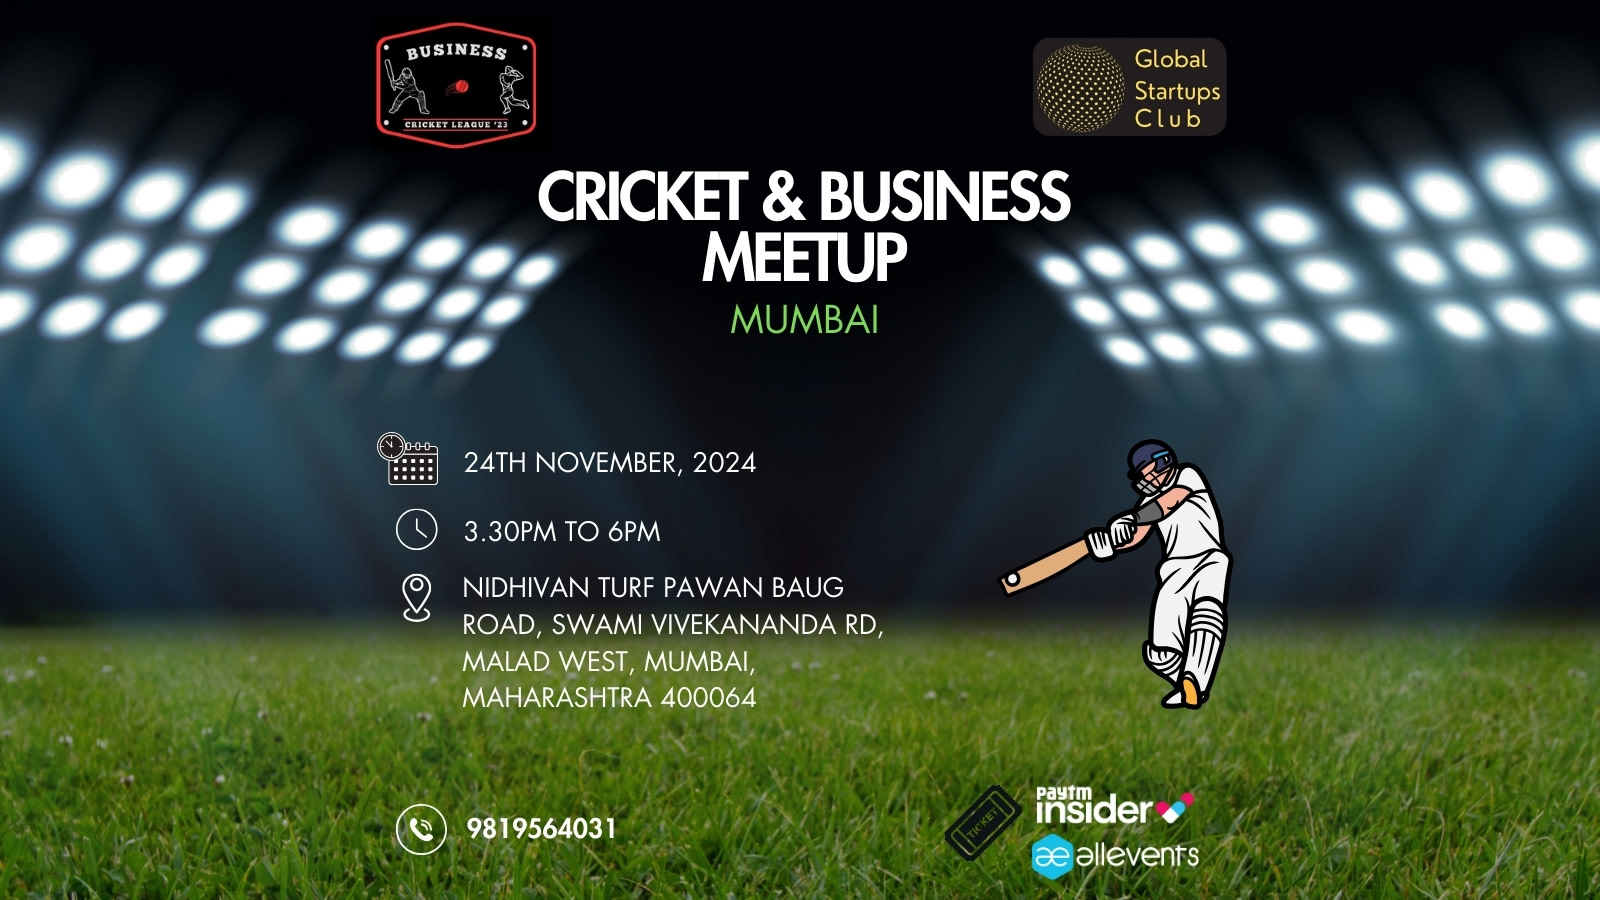 BUSINESS
CRICKET LEAGUE '23
Global
Startups
Club
CRICKET & BUSINESS
MEETUP
MUMBAI
24TH NOVEMBER, 2024
3.30PM TO 6PM
NIDHIVAN TURF PAWAN BAUG
ROAD, SWAMI VIVEKANANDA RD,
MALAD WEST, MUMBAI,
MAHARASHTRA 400064
9819564031
TICKET
paytm
insider
ae allevents